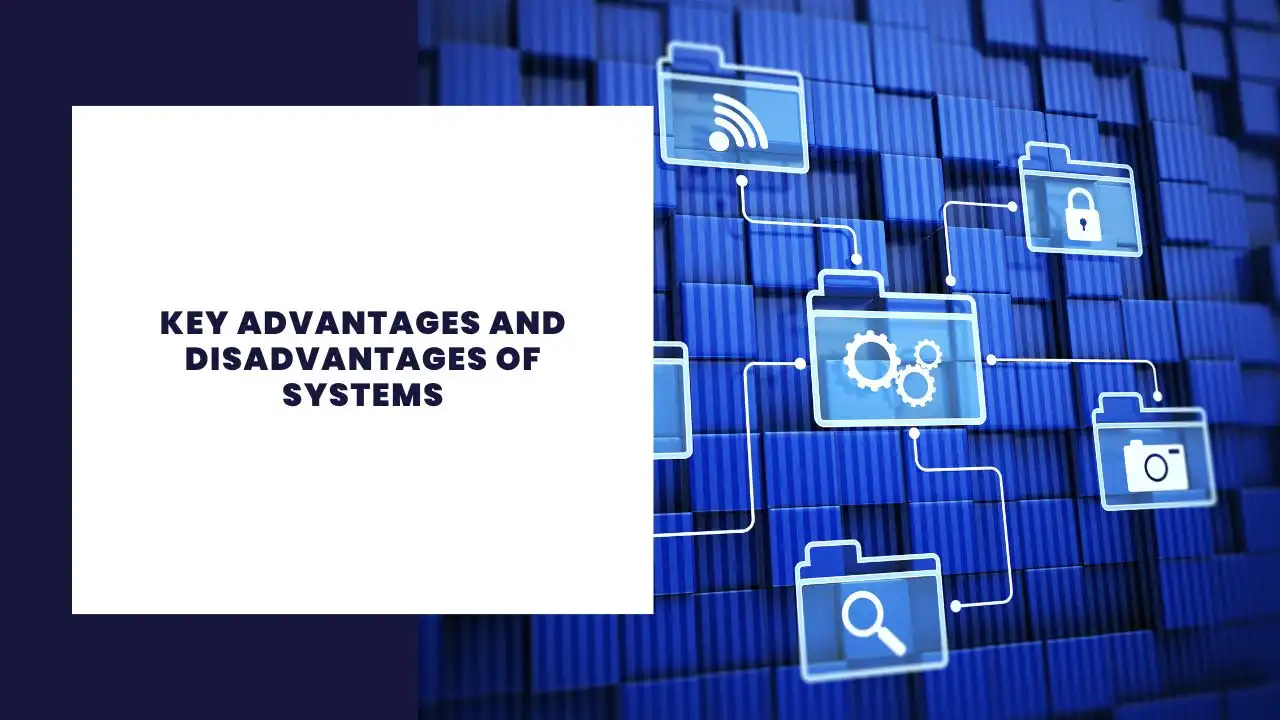 KEY ADVANTAGES AND
DISADVANTAGES OF
SYSTEMS